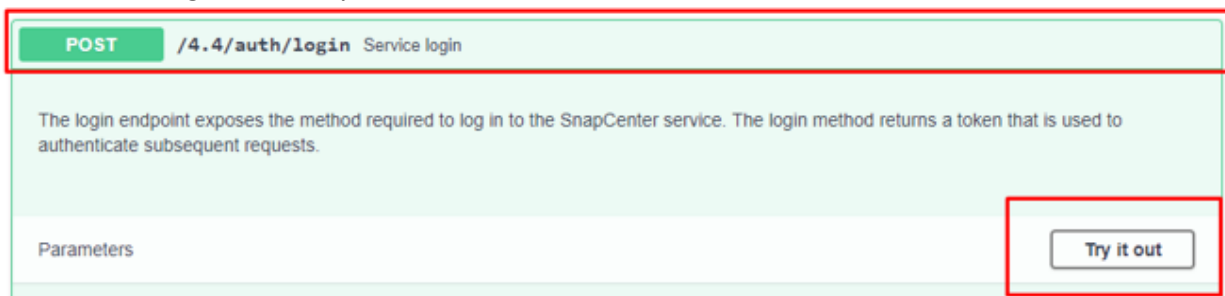 POST /4.4/auth/login Service login
The login endpoint exposes the method required to log in to the SnapCenter service. The login method returns a token that is used to
authenticate subsequent requests.
Parameters
Try it out